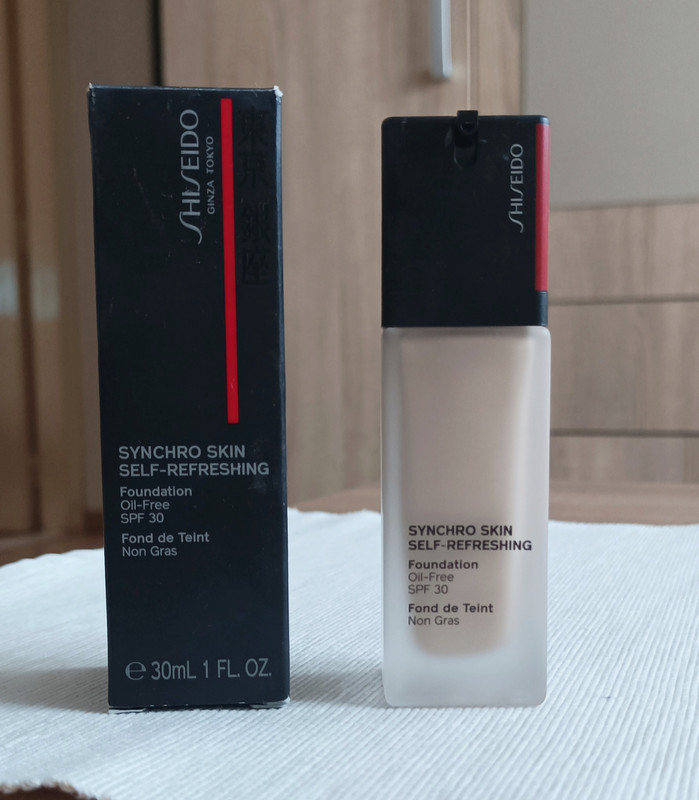 SHISEIDO
GINZA TOKYO
SYNCHRO SKIN
SELF-REFRESHING
Foundation
Oil-Free
SPF 30
Fond de Teint
Non Gras
℮ 30mL 1 FL. OZ.
SHISEIDO
SYNCHRO SKIN
SELF-REFRESHING
Foundation
Oil-Free
SPF 30
Fond de Teint
Non Gras